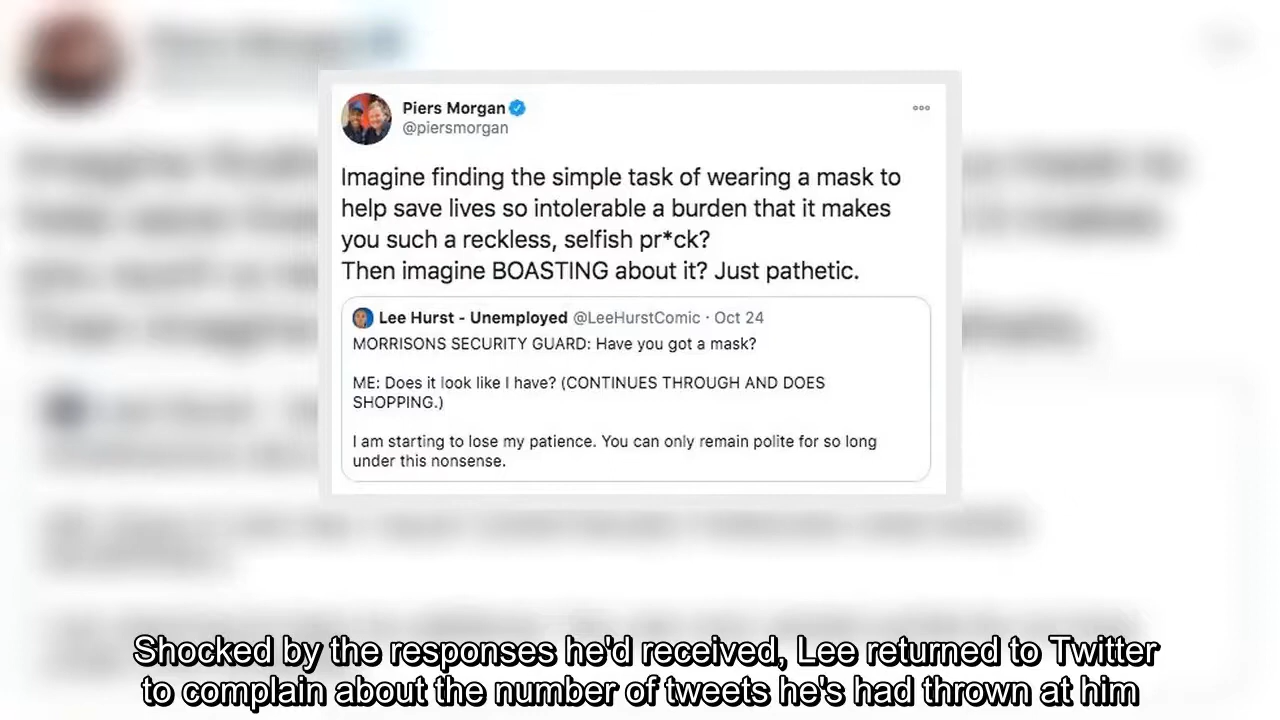 Piers Morgan
@piersmorgan
Imagine finding the simple task of wearing a mask to
help save lives so intolerable a burden that it makes
you such a reckless, selfish pr*ck?
Then imagine BOASTING about it? Just pathetic.
Lee Hurst - Unemployed @LeeHurstComic · Oct 24
MORRISONS SECURITY GUARD: Have you got a mask?
ME: Does it look like I have? (CONTINUES THROUGH AND DOES
SHOPPING.)
I am starting to lose my patience. You can only remain polite for so long
under this nonsense.
Shocked by the responses he'd received, Lee returned to Twitter
to complain about the number of tweets he's had thrown at him